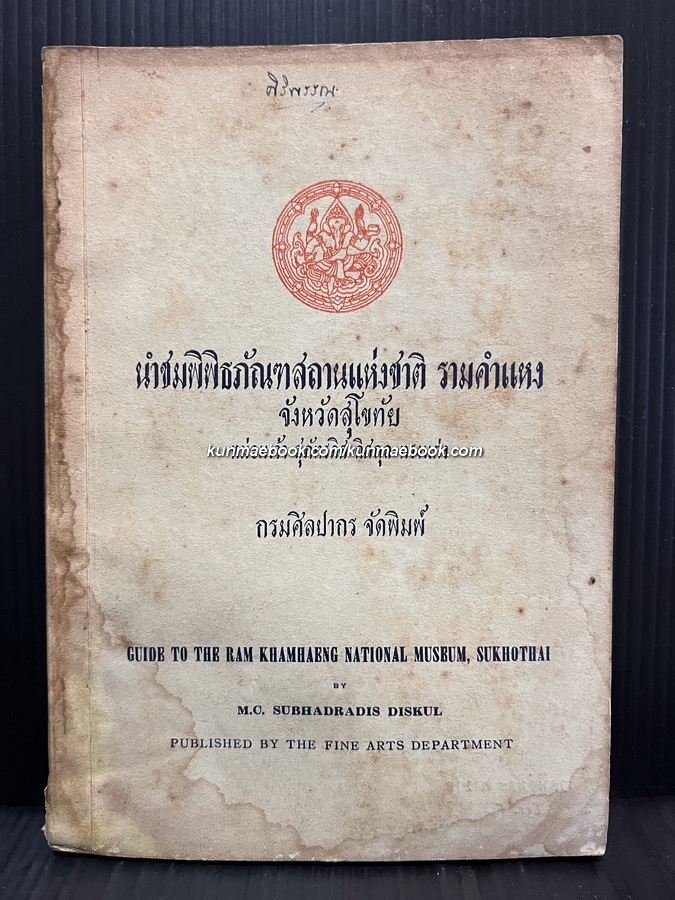 ศิริพรรณ
นำชมพิพิธภัณฑสถานแห่งชาติ รามคำแหง
จังหวัดสุโขทัย
kurmaebook.com/kurmaebook.com
กรมศิลปากร จัดพิมพ์
GUIDE TO THE RAM KHAMHAENG NATIONAL MUSEUM, SUKHOTHAI
BY
M.C. SUBHADRADIS DISKUL
PUBLISHED BY THE FINE ARTS DEPARTMENT